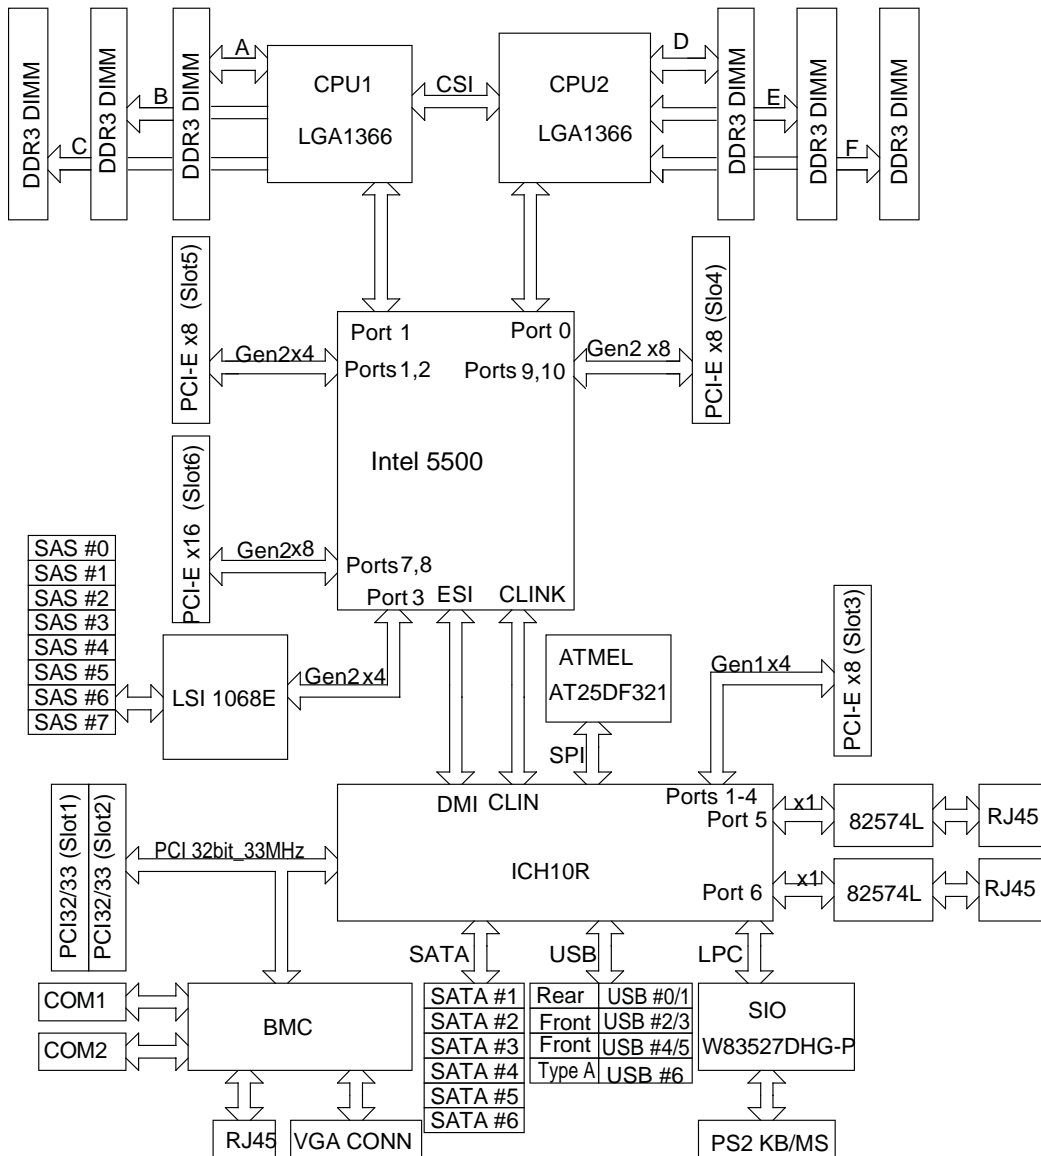 DDR3 DIMM
C
DDR3 DIMM
B
DDR3 DIMM
A
CPU1
LGA1366
CSI
CPU2
LGA1366
D
DDR3 DIMM
E
DDR3 DIMM
F
DDR3 DIMM
PCI-E x8 (Slot5)
Gen2x4
Port 1
Port 0
Ports 1,2
Ports 9,10
Gen2 x8
PCI-E x8 (Slo4)
Intel 5500
PCI-E x16 (Slot6)
Gen2x8
Ports7,8
Port 3
ESI
CLINK
SAS #0
SAS #1
SAS #2
SAS #3
SAS #4
SAS #5
SAS #6
SAS #7
LSI 1068E
Gen2x4
ATMEL
AT25DF321
SPI
Gen1x4
PCI-E x8 (Slot3)
DMI
CLIN
Ports 1-4
Port 5
x1
82574L
RJ45
PCI32/33 (Slot1)
PCI32/33 (Slot2)
PCI 32bit_33MHz
ICH10R
Port 6
x1
82574L
RJ45
SATA
USB
LPC
COM1
COM2
BMC
RJ45
VGA CONN
SATA #1
SATA #2
SATA #3
SATA #4
SATA #5
SATA #6
Rear USB #0/1
Front USB #2/3
Front USB #4/5
Type A USB #6
SIO
W83527DHG-P
PS2 KB/MS